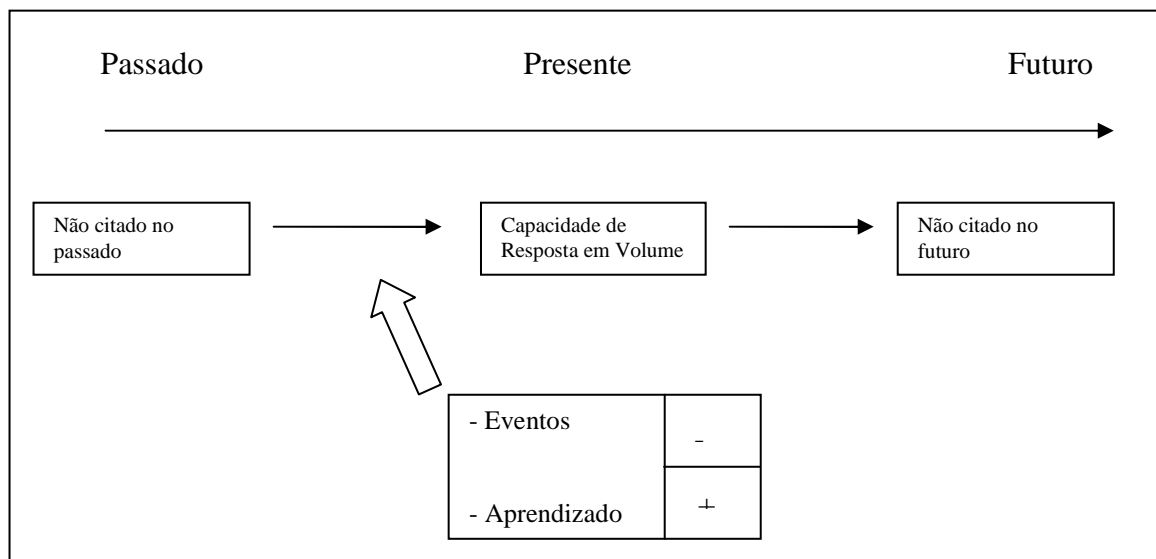 Passado Presente Futuro
Não citado no
passado
Capacidade de
Resposta em Volume
Não citado no
futuro
- Eventos
-
- Aprendizado
+